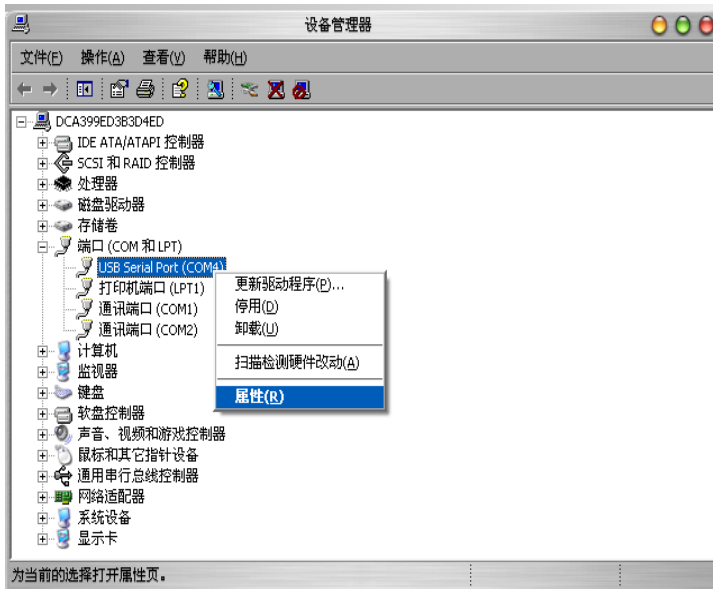 设备管理器
文件(F) 操作(A) 查看(V) 帮助(H)
DCA399ED3B3D4ED
IDE ATA/ATAPI 控制器
SCSI 和 RAID 控制器
处理器
磁盘驱动器
存储卷
端口 (COM 和 LPT)
USB Serial Port (COM4)
打印机端口 (LPT1)
通讯端口 (COM1)
通讯端口 (COM2)
计算机
监视器
键盘
软盘控制器
声音、视频和游戏控制器
鼠标和其它指针设备
通用串行总线控制器
网络适配器
系统设备
显示卡
更新驱动程序(P)...
停用(D)
卸载(U)
扫描检测硬件改动(A)
属性(R)
为当前的选择打开属性页。